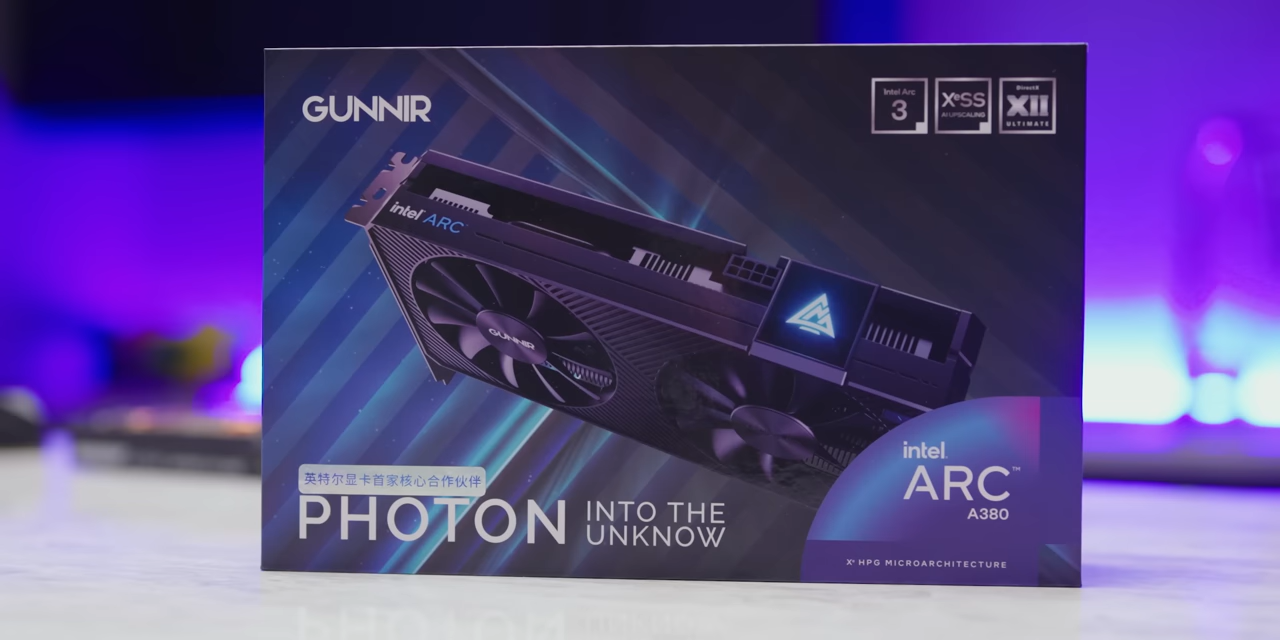 GUNNIR
Intel Arc
3
XeSS
AI UPSCALING
DirectX
XII
ULTIMATE
intel ARC
GUNNIR
英特尔显卡首家核心合作伙伴
PHOTON
INTO THE
UNKNOW
intel.
ARC™
A380
Xe HPG MICROARCHITECTURE